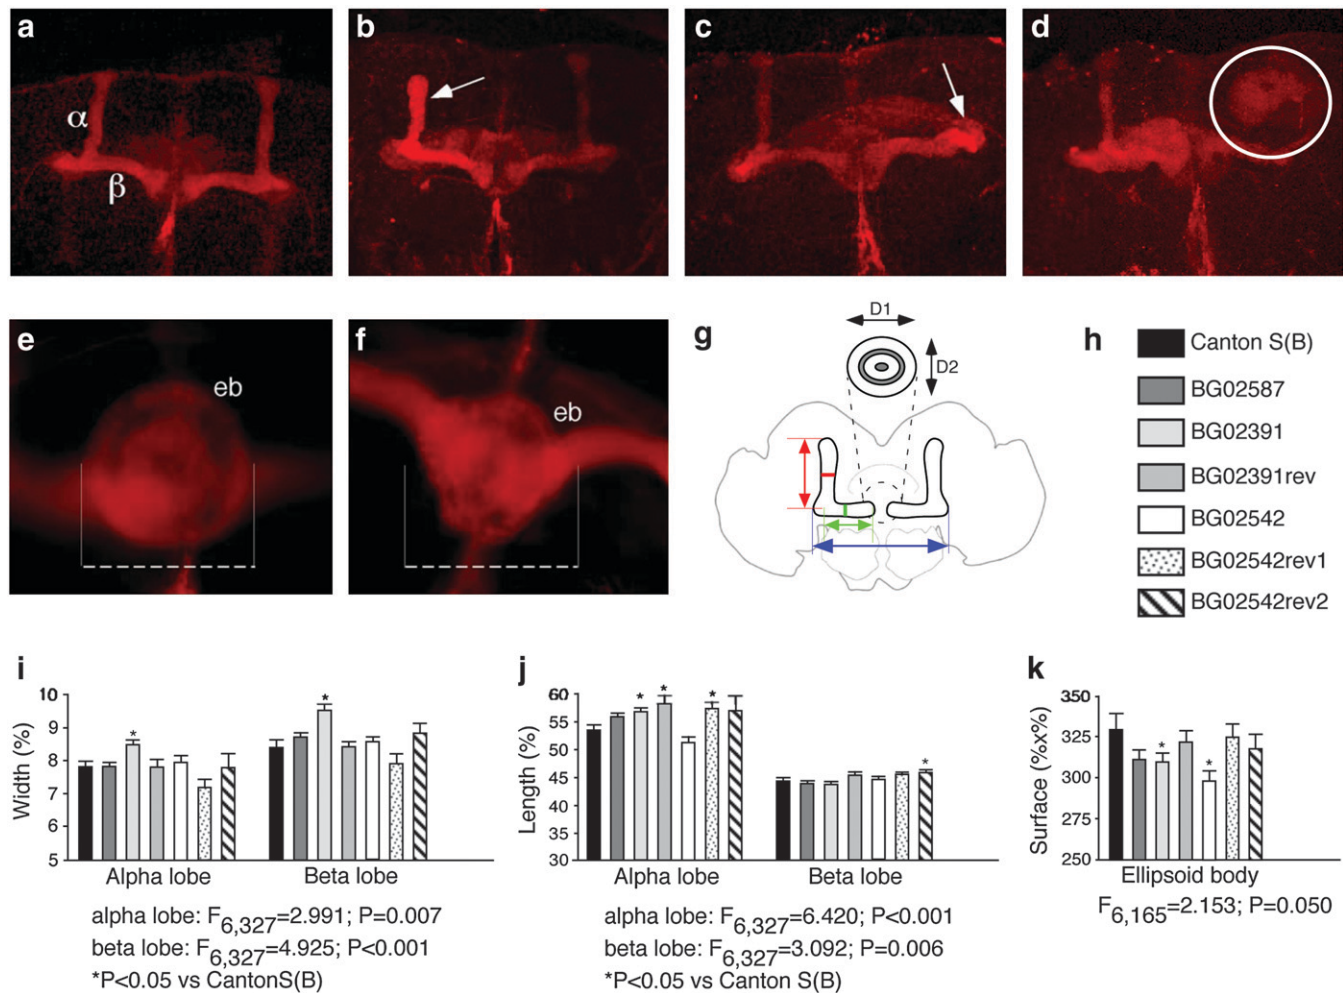 a
b
c
d
α
β
e
eb
f
eb
g
D1
D2
h
Canton S(B)
BG02587
BG02391
BG02391rev
BG02542
BG02542rev1
BG02542rev2
i
Width (%)
10
9
8
7
6
5
*
*
Alpha lobe
Beta lobe
alpha lobe: F6,327=2.991; P=0.007
beta lobe: F6,327=4.925; P<0.001
*P<0.05 vs CantonS(B)
j
Length (%)
60
55
50
45
40
35
30
* * *
*
Alpha lobe
Beta lobe
alpha lobe: F6,327=6.420; P<0.001
beta lobe: F6,327=3.092; P=0.006
*P<0.05 vs Canton S(B)
k
Surface (%x%)
350
325
300
275
250
* *
Ellipsoid body
F6,165=2.153; P=0.050